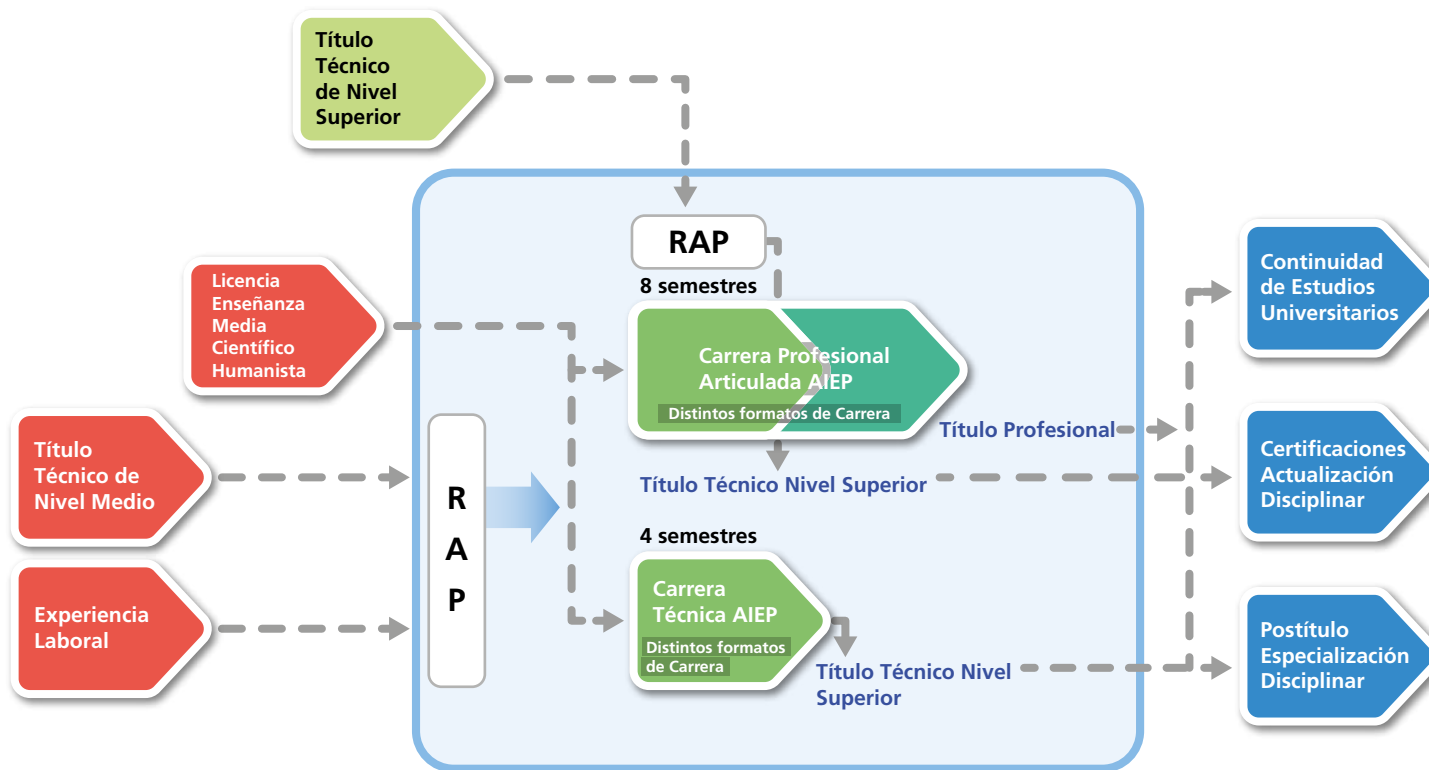 Título
Técnico
de Nivel
Superior
RAP
8 semestres
Licencia
Enseñanza
Media
Científico
Humanista
Carrera Profesional
Articulada AIEP
Distintos formatos de Carrera
Título Profesional
Título Técnico Nivel Superior
Título
Técnico de
Nivel Medio
Experiencia
Laboral
R
A
P
4 semestres
Carrera
Técnica AIEP
Distintos formatos
de Carrera
Título Técnico Nivel
Superior
Continuidad
de Estudios
Universitarios
Certificaciones
Actualización
Disciplinar
Postítulo
Especialización
Disciplinar